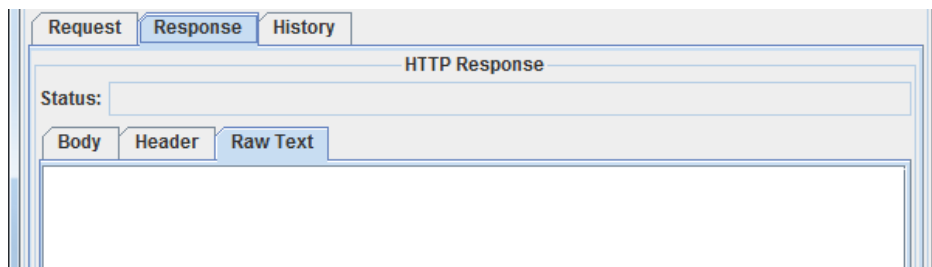 Request Response History
HTTP Response
Status:
Body Header Raw Text